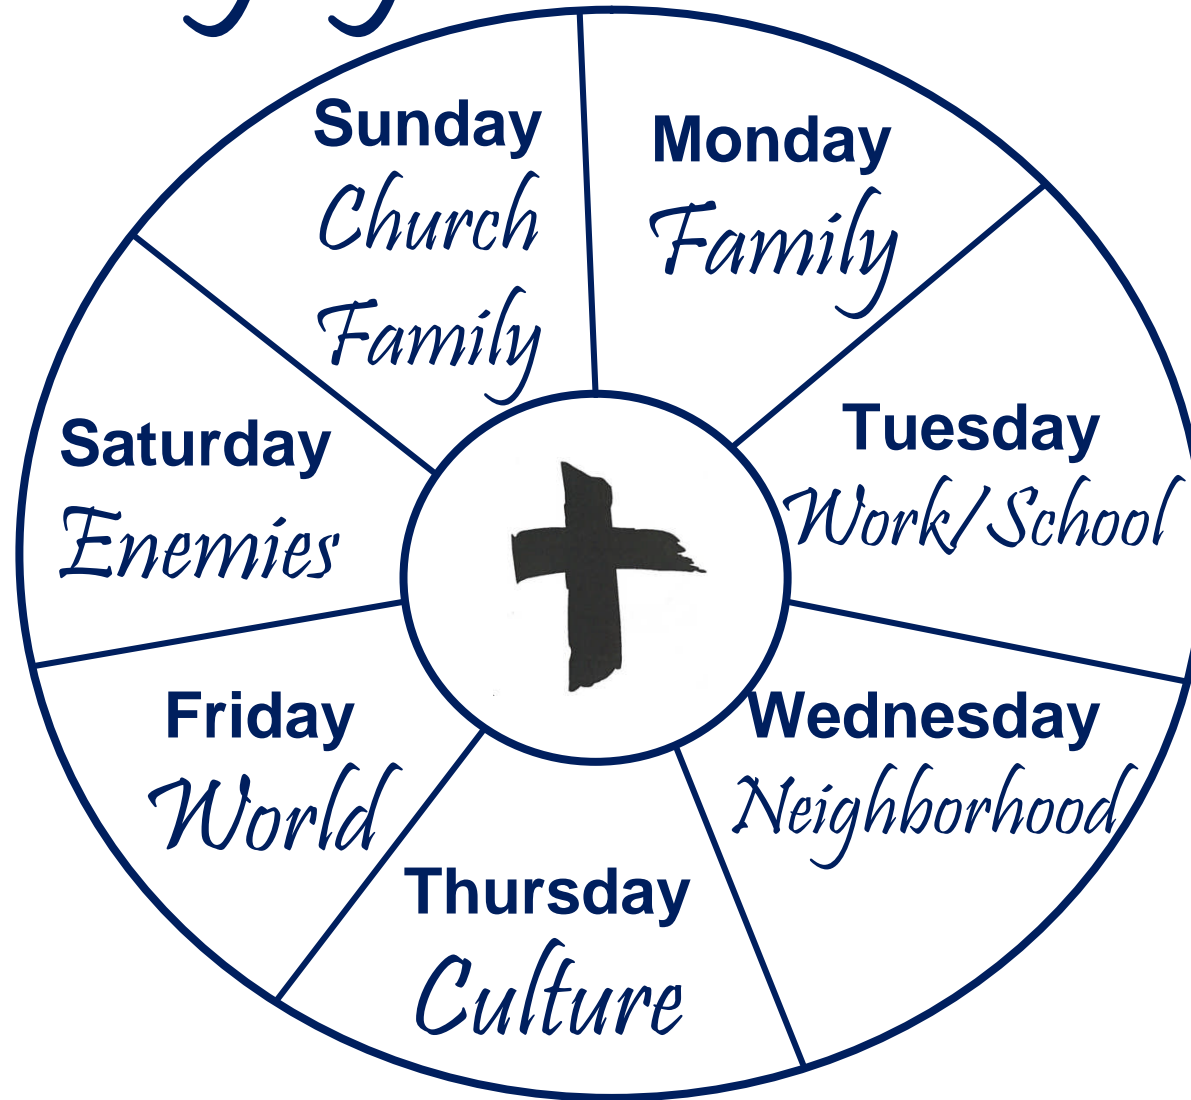 Sunday
Church
Family
Monday
Family
Tuesday
Work/School
Wednesday
Neighborhood
Thursday
Culture
Friday
World
Saturday
Enemies